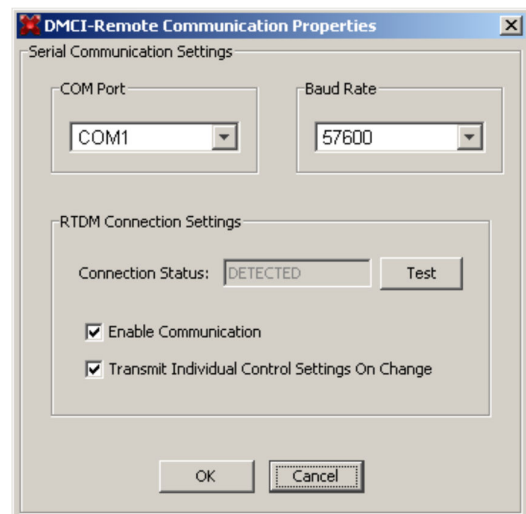 DMCI-Remote Communication Properties
Serial Communication Settings
COM Port
Baud Rate
COM1
57600
RTDM Connection Settings
Connection Status: DETECTED Test
Enable Communication
Transmit Individual Control Settings On Change
OK Cancel